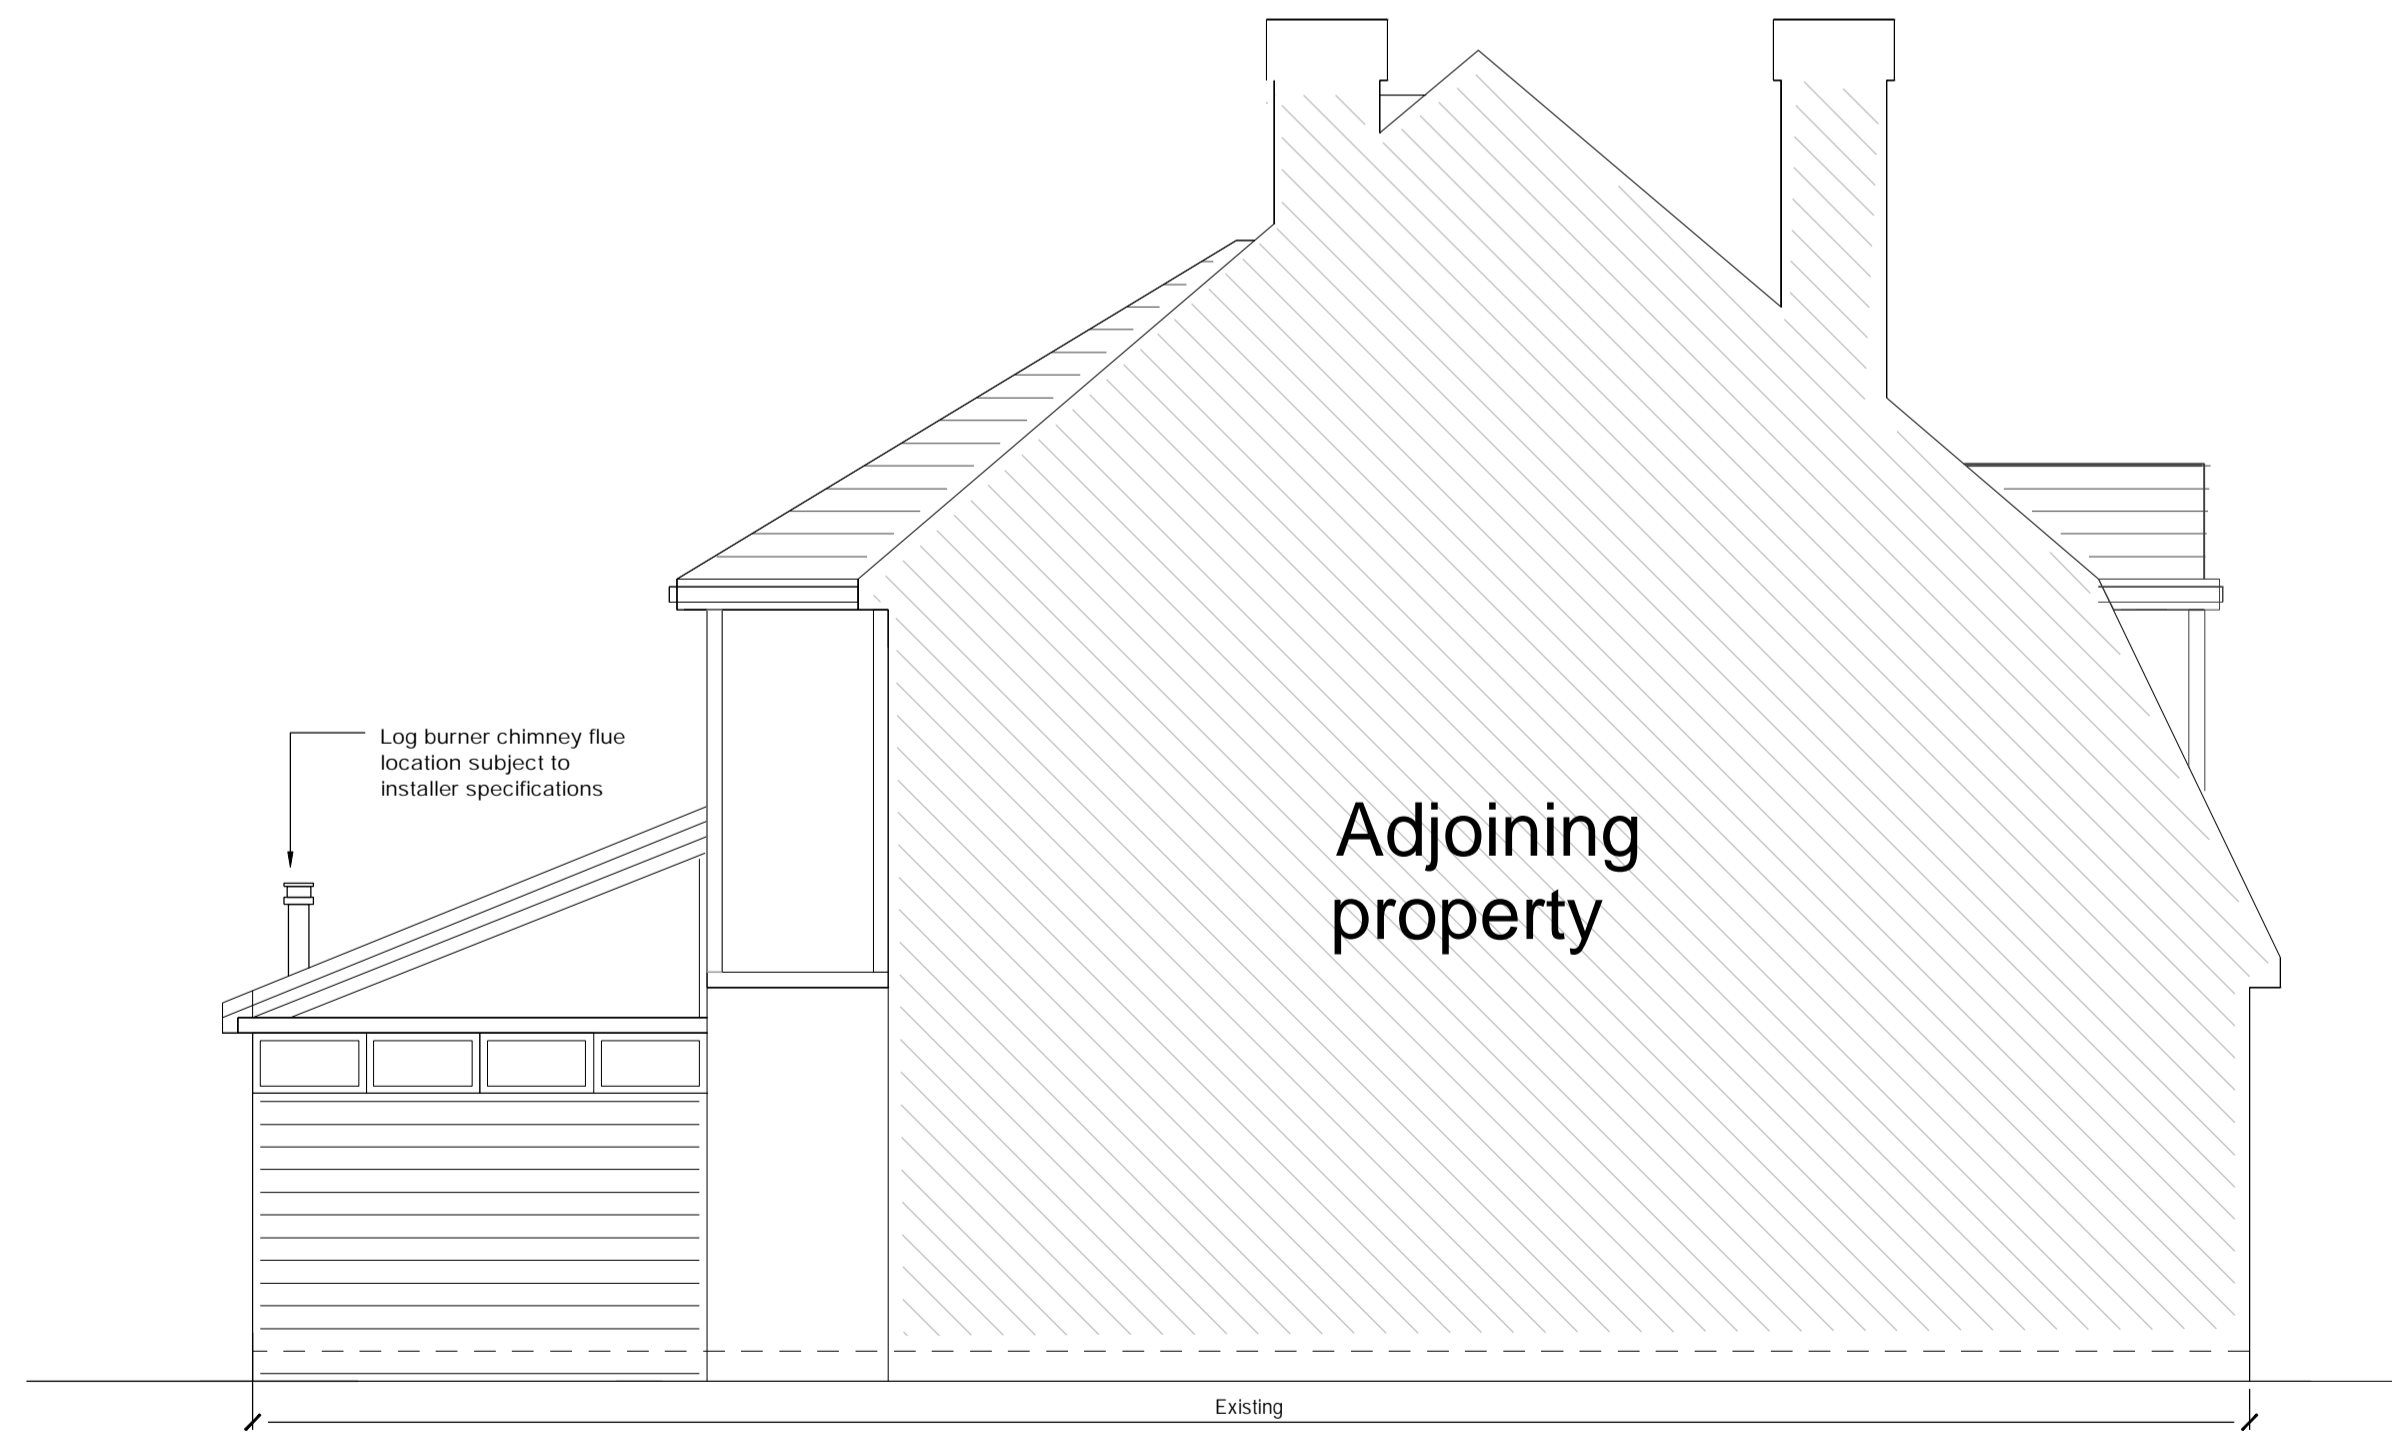 Log burner chimney flue
location subject to
installer specifications
Adjoining
property
Existing